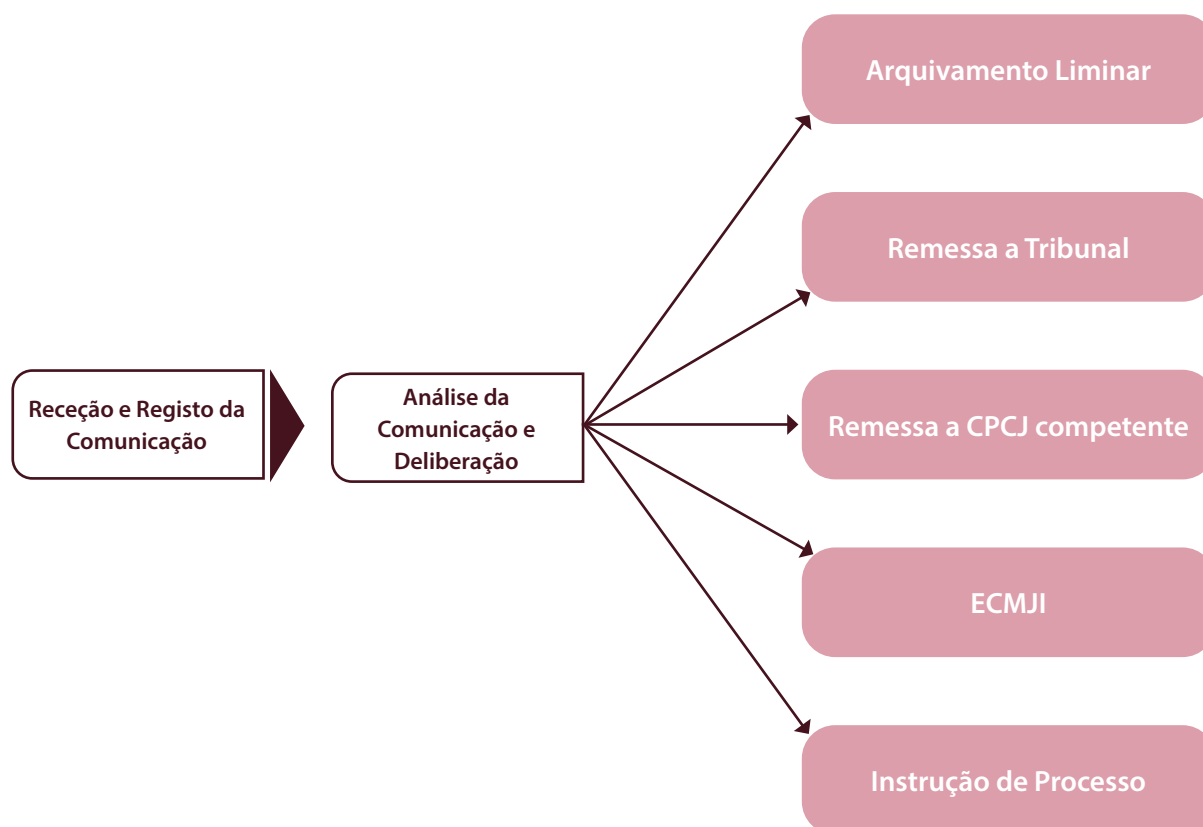 Receção e Registo da
Comunicação
Análise da
Comunicação e
Deliberação
Arquivamento Liminar
Remessa a Tribunal
Remessa a CPCJ competente
ECMJI
Instrução de Processo